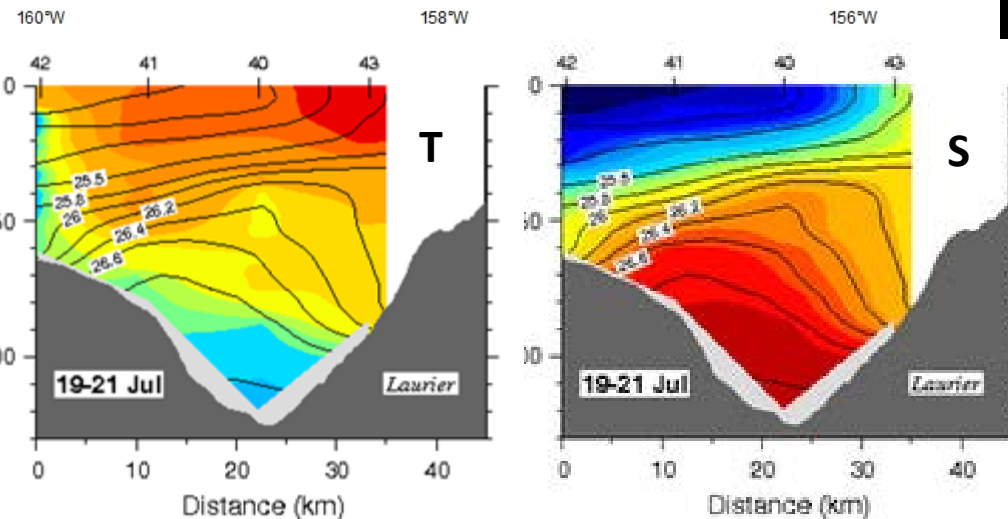 160°W 158°W 156°W
42 41 40 43 42 41 40 43
0 0
T S
25.5 25.5
25.8 25.8
26 26.2 26 26.2
26.4 26.4
26.6 26.6
50 50
00 00
19-21 Jul Laurier 19-21 Jul Laurier
0 10 20 30 40 0 10 20 30 40
Distance (km) Distance (km)